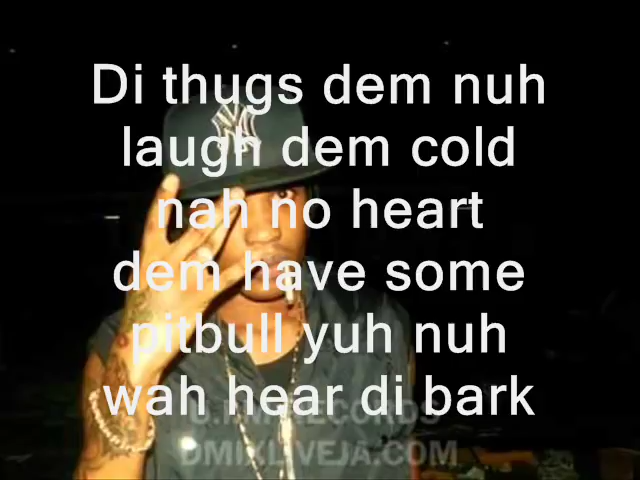 Di thugs dem nuh
laugh dem cold
nah no heart
dem have some
pitbull yuh nuh
wah hear di bark
RECORDS
DMIXLIVEJA.COM